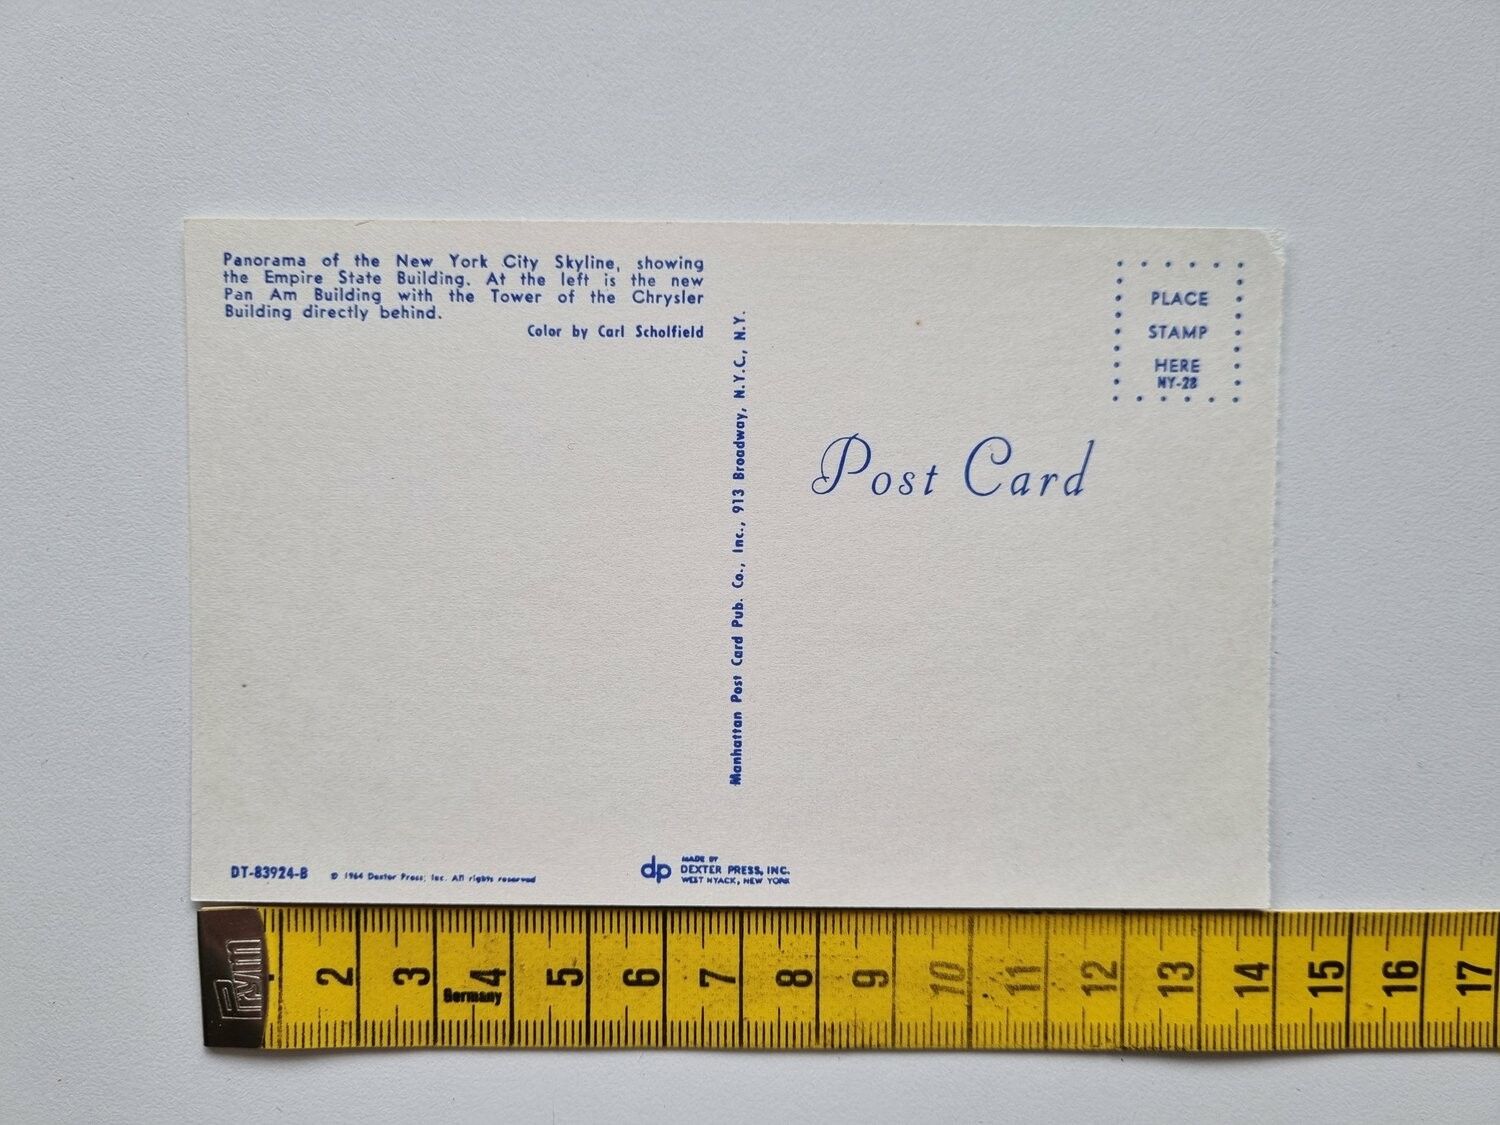 Panorama of the New York City Skyline, showing
the Empire State Building. At the left is the new
Pan Am Building with the Tower of the Chrysler
Building directly behind.
Color by Carl Scholfield
Manhattan Post Card Pub. Co., Inc., 913 Broadway, N.Y.C., N.Y.
PLACE
STAMP
HERE
NY-28
Post Card
DT-83924-B
© 1964 Dexter Press, Inc. All rights reserved
dp
MADE BY
DEXTER PRESS, INC.
WEST NYACK, NEW YORK
Prym
1 2 3 4 5 6 7 8 9 10 11 12 13 14 15 16 17
Germany